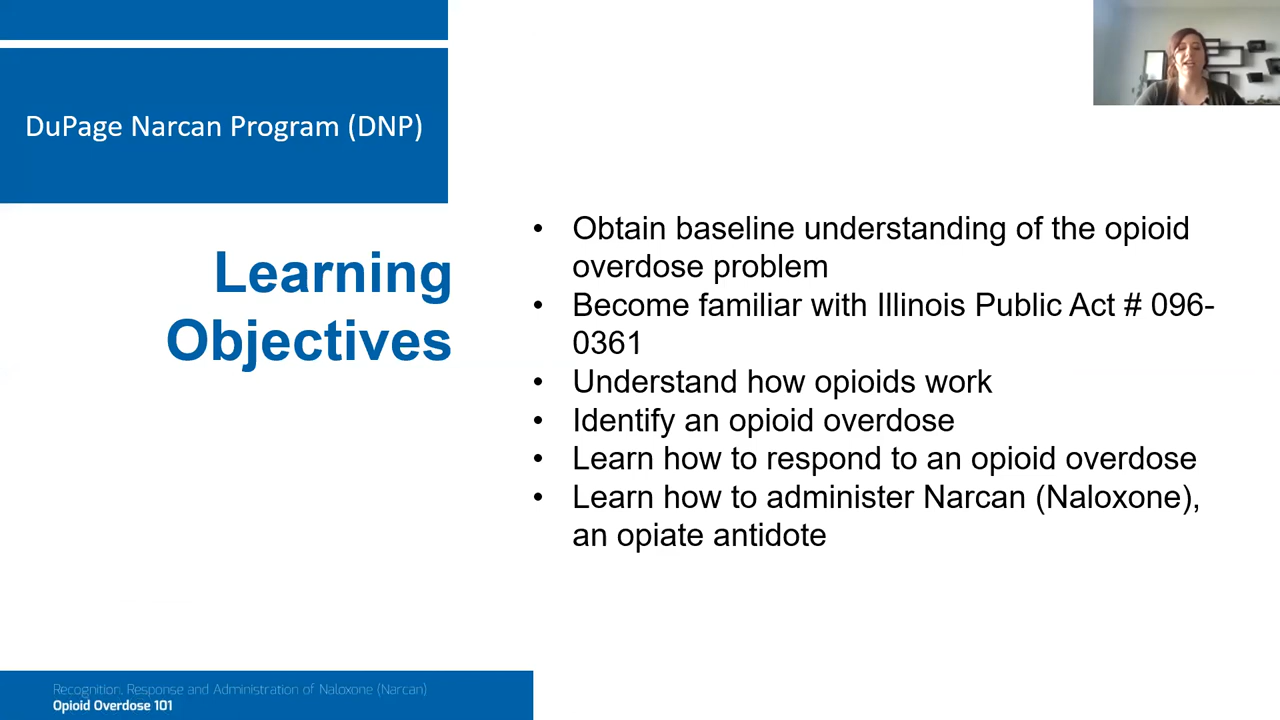 DuPage Narcan Program (DNP)
Learning
Objectives
• Obtain baseline understanding of the opioid
overdose problem
• Become familiar with Illinois Public Act # 096-
0361
• Understand how opioids work
• Identify an opioid overdose
• Learn how to respond to an opioid overdose
• Learn how to administer Narcan (Naloxone),
an opiate antidote
Recognition, Response and Administration of Naloxone (Narcan)
Opioid Overdose 101